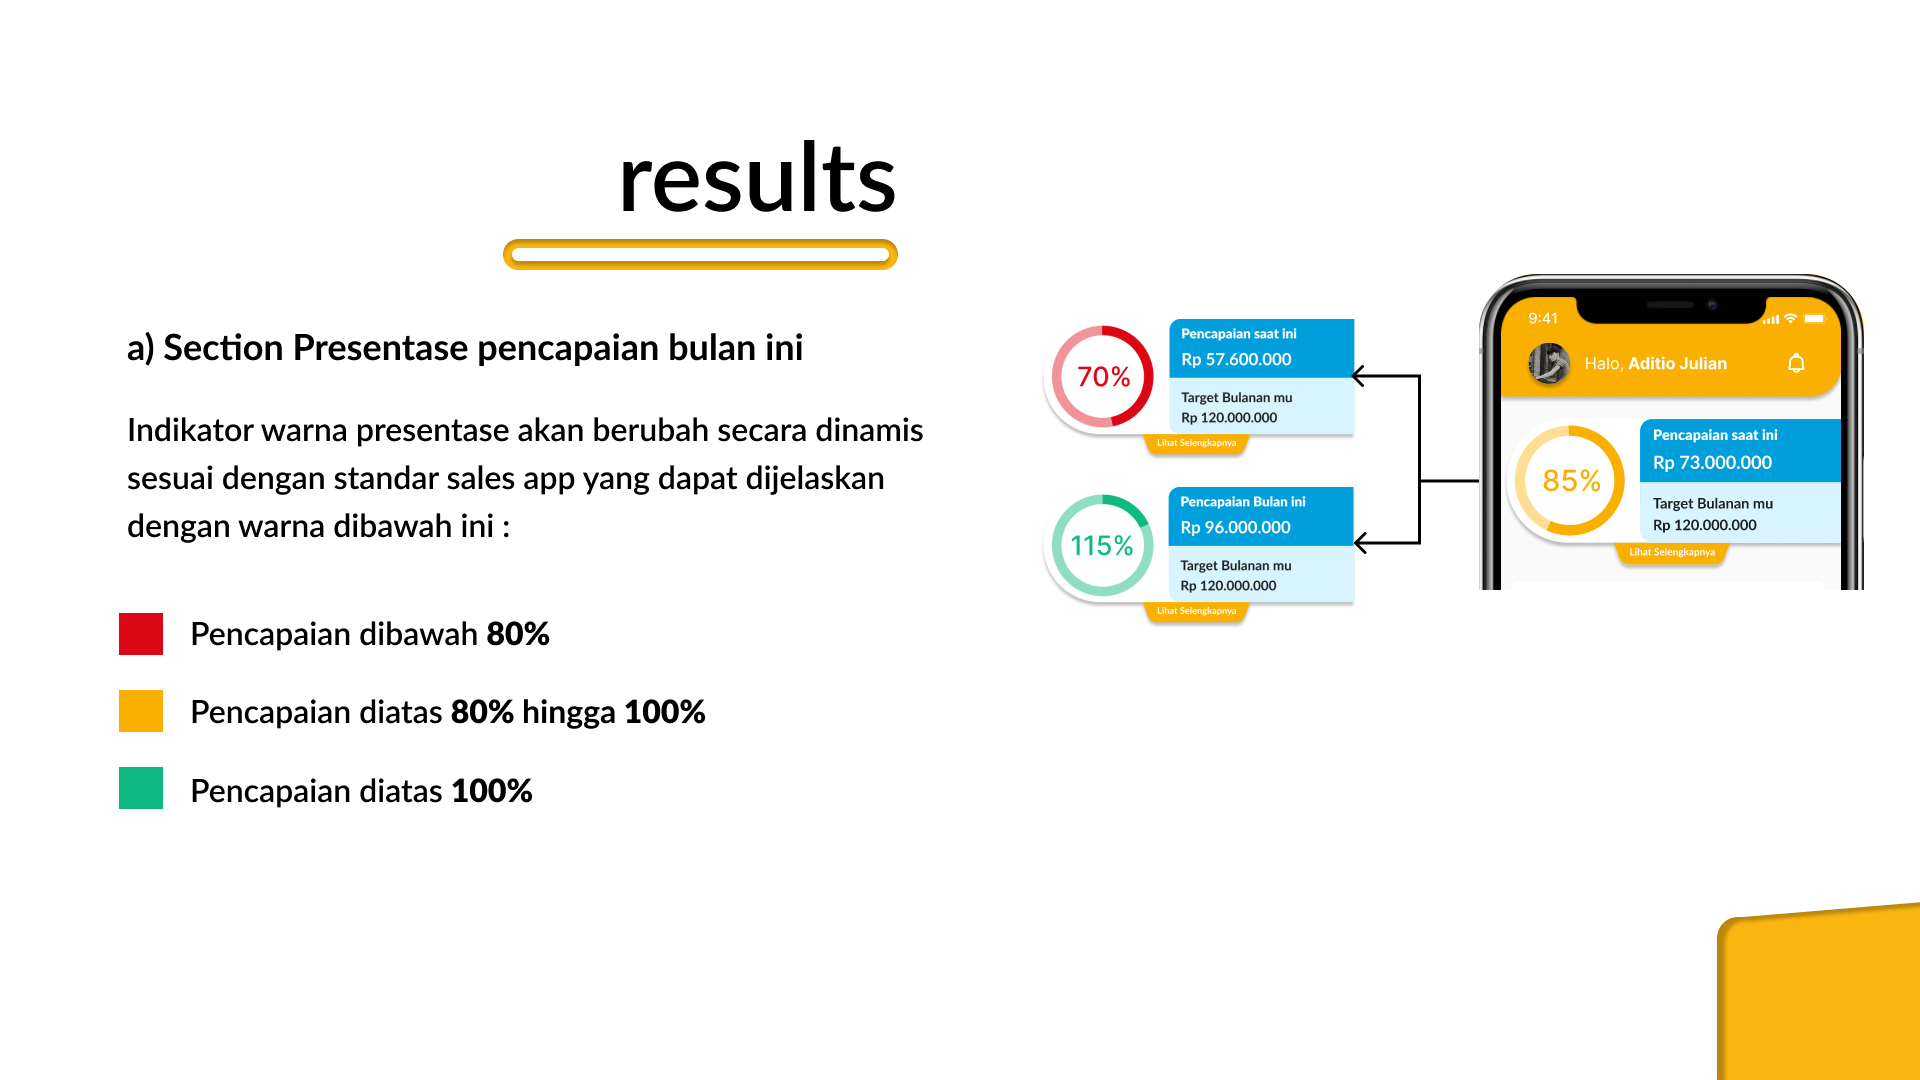 results
a) Section Presentase pencapaian bulan ini
Indikator warna presentase akan berubah secara dinamis
sesuai dengan standar sales app yang dapat dijelaskan
dengan warna dibawah ini :
Pencapaian dibawah 80%
Pencapaian diatas 80% hingga 100%
Pencapaian diatas 100%
70%
Pencapaian saat ini
Rp 57.600.000
Target Bulanan mu
Rp 120.000.000
Lihat Selengkapnya
115%
Pencapaian Bulan ini
Rp 96.000.000
Target Bulanan mu
Rp 120.000.000
Lihat Selengkapnya
9:41
Halo, Aditio Julian
85%
Pencapaian saat ini
Rp 73.000.000
Target Bulanan mu
Rp 120.000.000
Lihat Selengkapnya